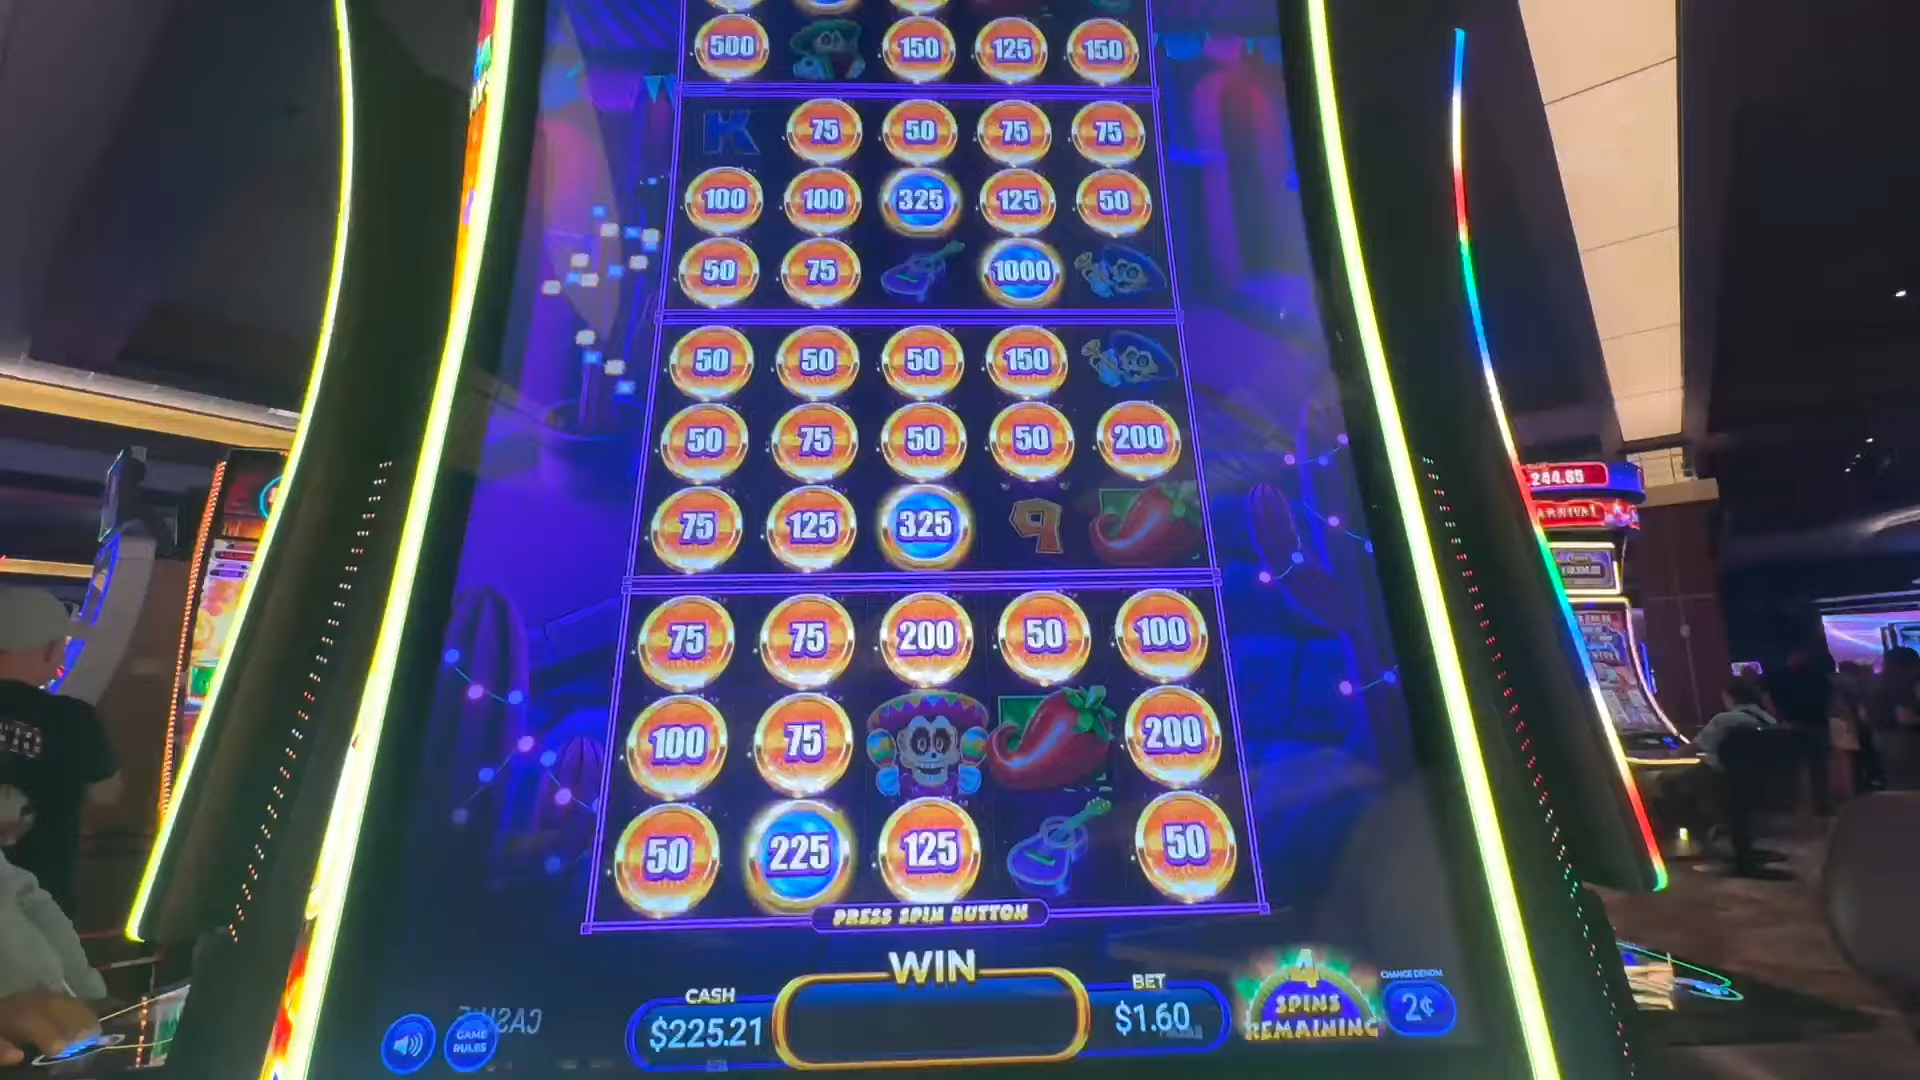 500 150 125 150
K 75 50 75 75
100 100 325 125 50
50 75 1000
50 50 50 150
50 75 50 50 200
75 125 325 9
75 75 200 50 100
100 75 200
50 225 125 50
PRESS SPIN BUTTON
WIN
CASH
$225.21
BET
$1.60
4
SPINS
REMAINING
CHANGE DENOM
2¢
GAME
RULES
244.65